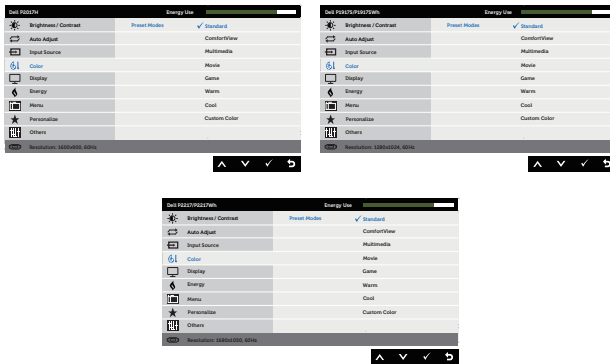 Dell P2017H Energy Use
Brightness / Contrast Preset Modes ✓ Standard
Auto Adjust ComfortView
Input Source Multimedia
Color Movie
Display Game
Energy Warm
Menu Cool
Personalize Custom Color
Others
Resolution: 1600x900, 60Hz
Dell P1917S/P1917SWh Energy Use
Brightness / Contrast Preset Modes ✓ Standard
Auto Adjust ComfortView
Input Source Multimedia
Color Movie
Display Game
Energy Warm
Menu Cool
Personalize Custom Color
Others
Resolution: 1280x1024, 60Hz
Dell P2217/P2217Wh Energy Use
Brightness / Contrast Preset Modes ✓ Standard
Auto Adjust ComfortView
Input Source Multimedia
Color Movie
Display Game
Energy Warm
Menu Cool
Personalize Custom Color
Others
Resolution: 1680x1050, 60Hz